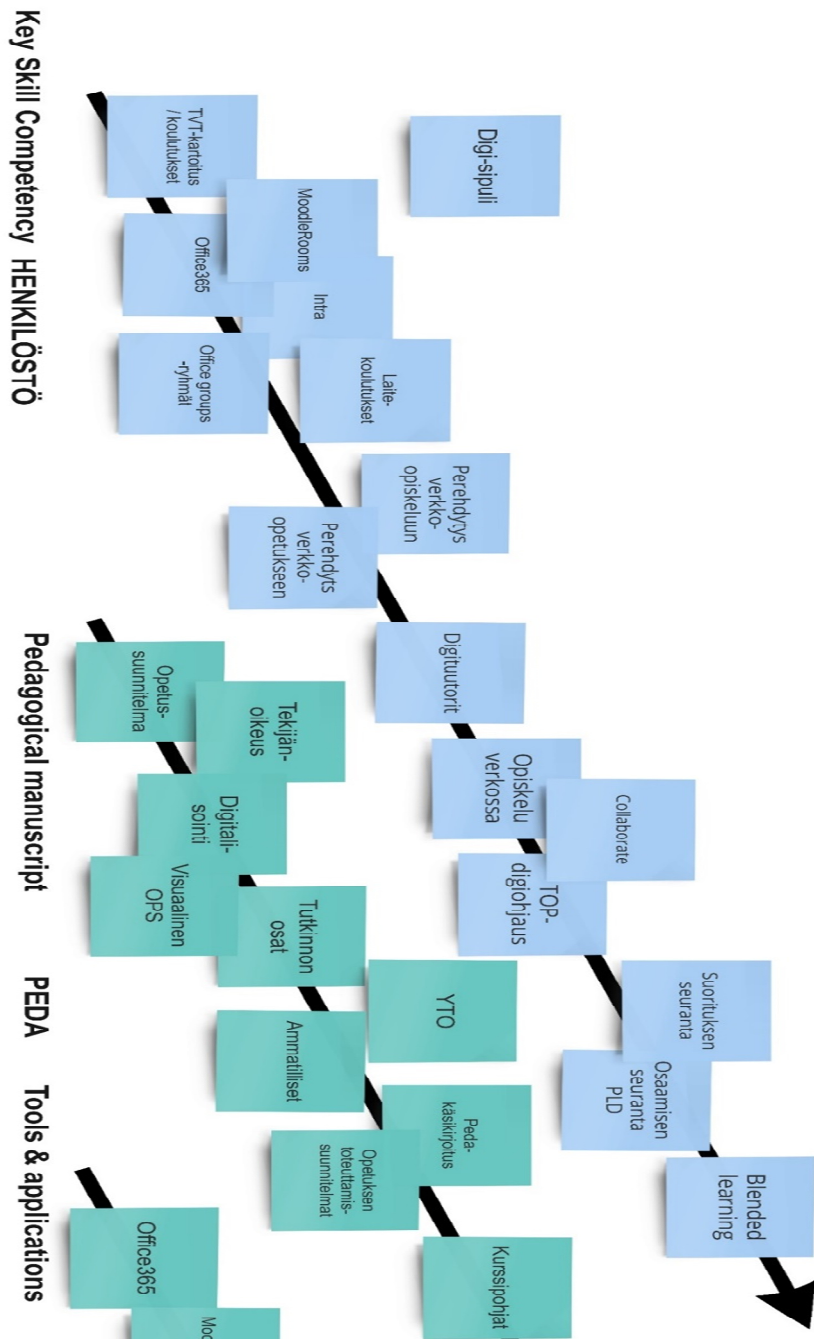 Digi-sipuli
TVT-kartoitus
/ koulutukset
MoodleRooms
Office365
Intra
Office groups
-ryhmät
Laite-
koulutukset
Perehdytys
verkko-
opiskeluun
Perehdyts
verkko-
opetukseen
Digituutorit
Opiskelu
verkossa
Collaborate
TOP-
digiohjaus
Suorituksen
seuranta
Osaamisen
seuranta
PLD
Blended
learning
Key Skill Competency HENKILÖSTÖ
Opetus-
suunnitelma
Tekijän-
oikeus
Digitali-
sointi
Visuaalinen
OPS
Tutkinnon
osat
YTO
Ammatilliset
Peda-
käsikirjoitus
Opetuksen
toteuttamis-
suunnitelmat
Kurssipohjat
Pedagogical manuscript PEDA
Office365
Tools & applications